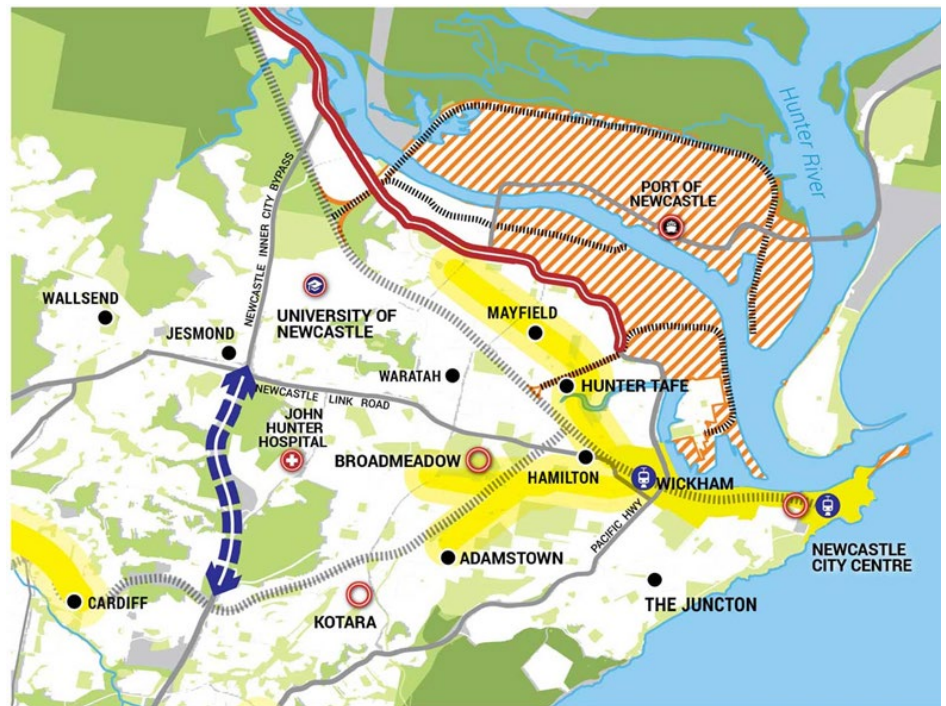 Hunter River
PORT OF
NEWCASTLE
NEWCASTLE INNER CITY BYPASS
WALLSEND
UNIVERSITY OF
NEWCASTLE
MAYFIELD
JESMOND
WARATAH
HUNTER TAFE
NEWCASTLE LINK ROAD
JOHN
HUNTER
HOSPITAL
BROADMEADOW
HAMILTON
WICKHAM
PACIFIC HWY
ADAMSTOWN
NEWCASTLE
CITY CENTRE
CARDIFF
KOTARA
THE JUNCTON